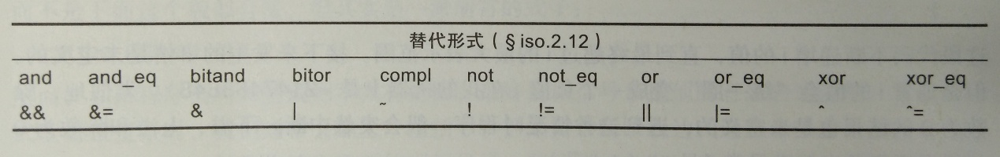 替代形式（§iso.2.12）
and and_eq bitand bitor compl not not_eq or or_eq xor xor_eq
&& &= & | ~ ! != || |= ^ ^=